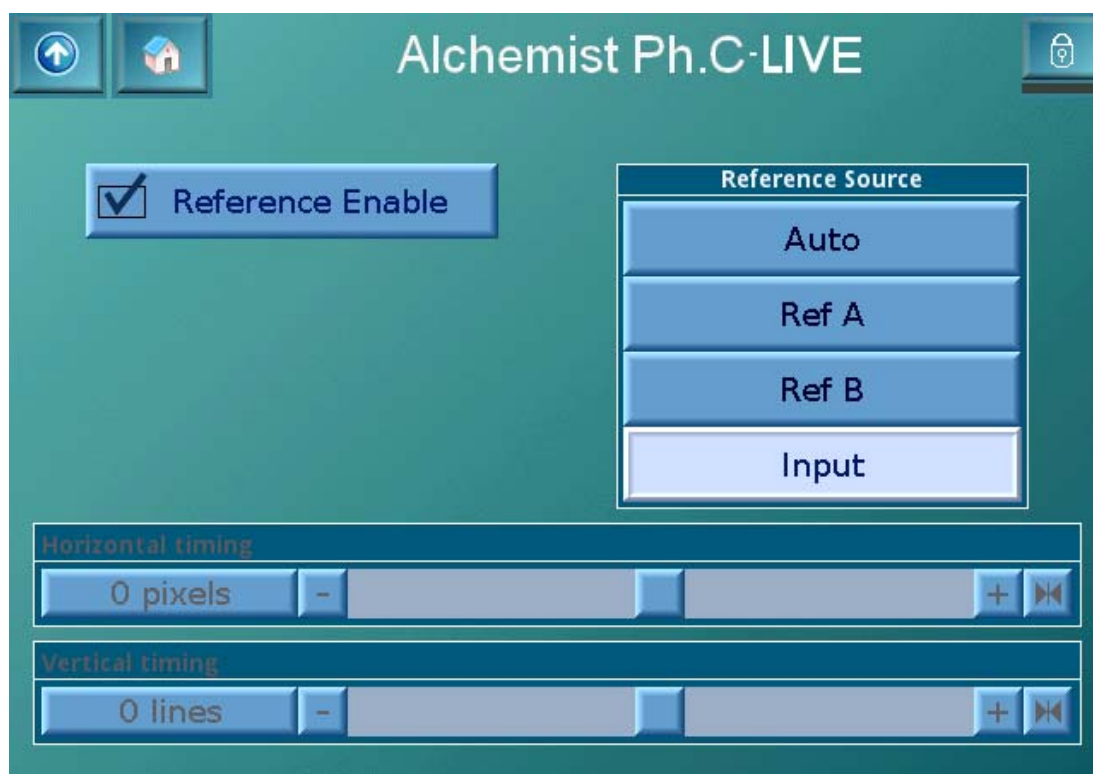 Alchemist Ph.C-LIVE
Reference Enable
Reference Source
Auto
Ref A
Ref B
Input
Horizontal timing
0 pixels - +
Vertical timing
0 lines - +